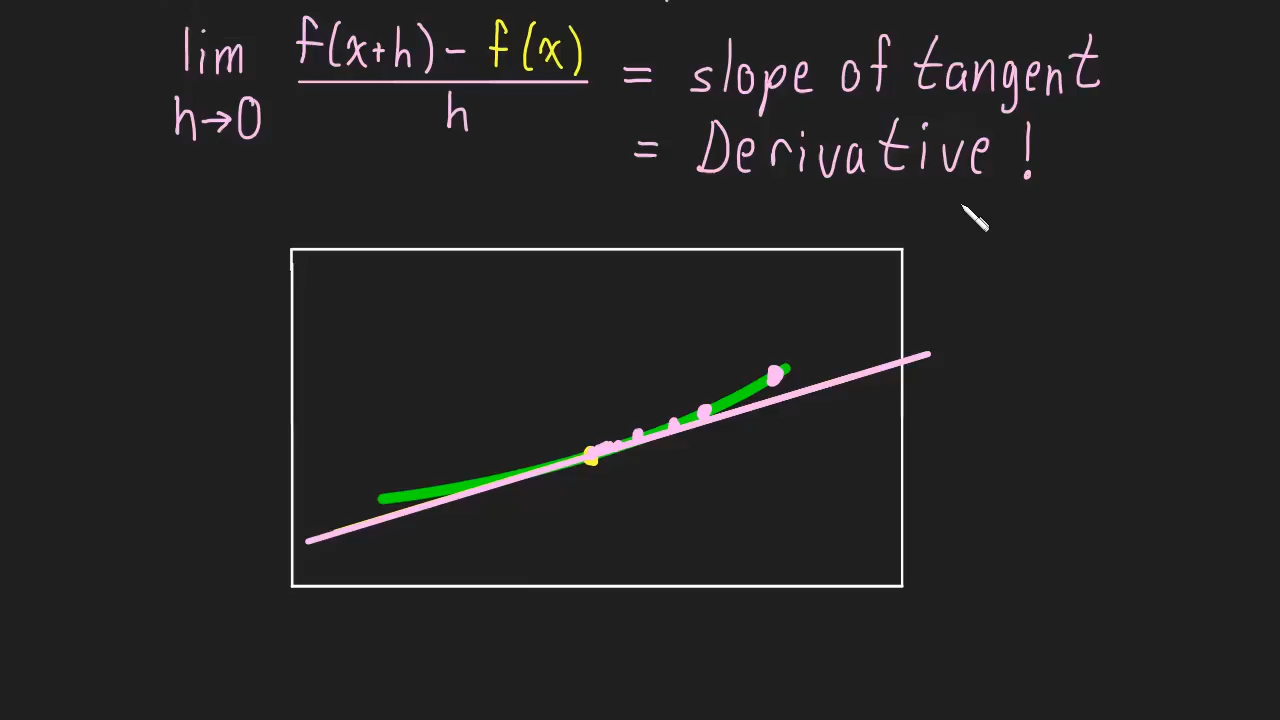 lim h→0 f(x+h) - f(x) / h = slope of tangent
= Derivative !